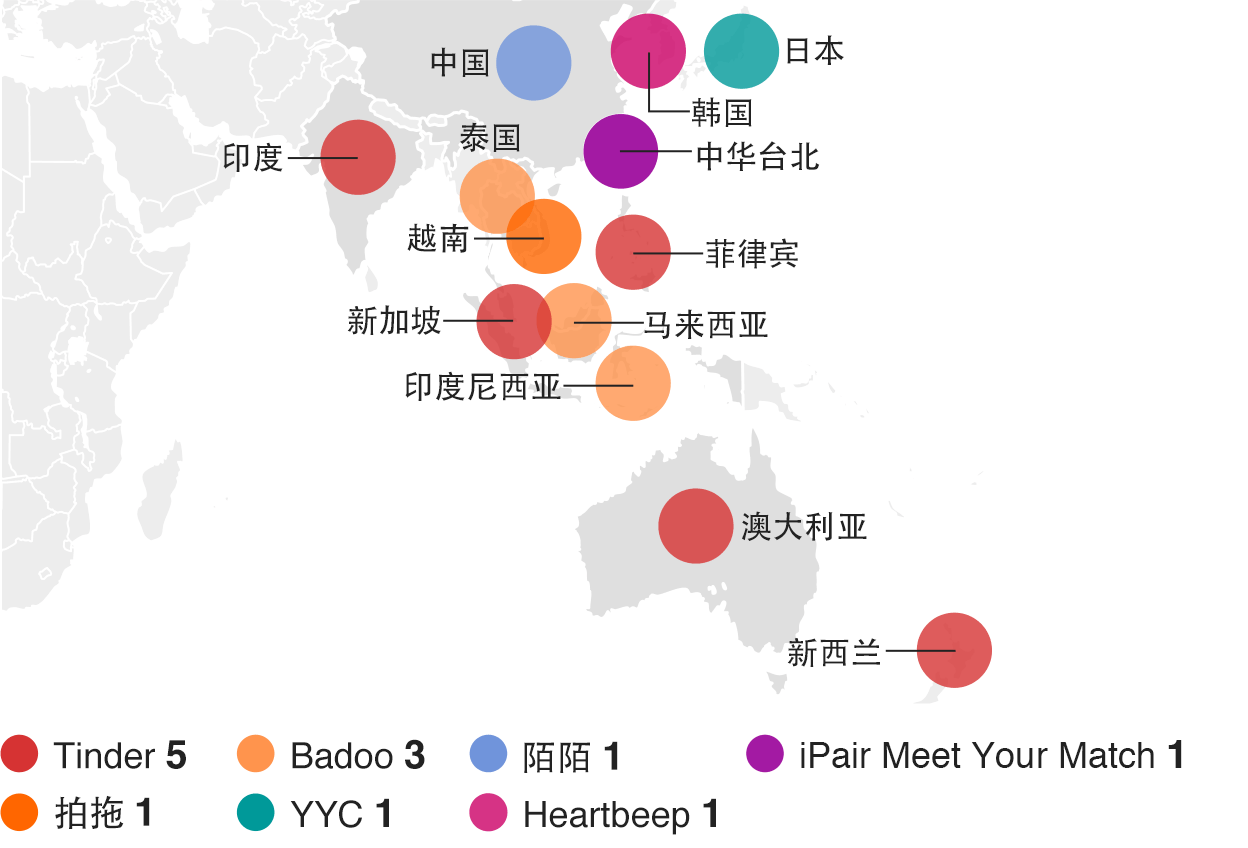 中国
日本
韩国
泰国
印度
中华台北
越南
菲律宾
新加坡
马来西亚
印度尼西亚
澳大利亚
新西兰
Tinder 5
Badoo 3
陌陌 1
iPair Meet Your Match 1
拍拖 1
YYC 1
Heartbeep 1